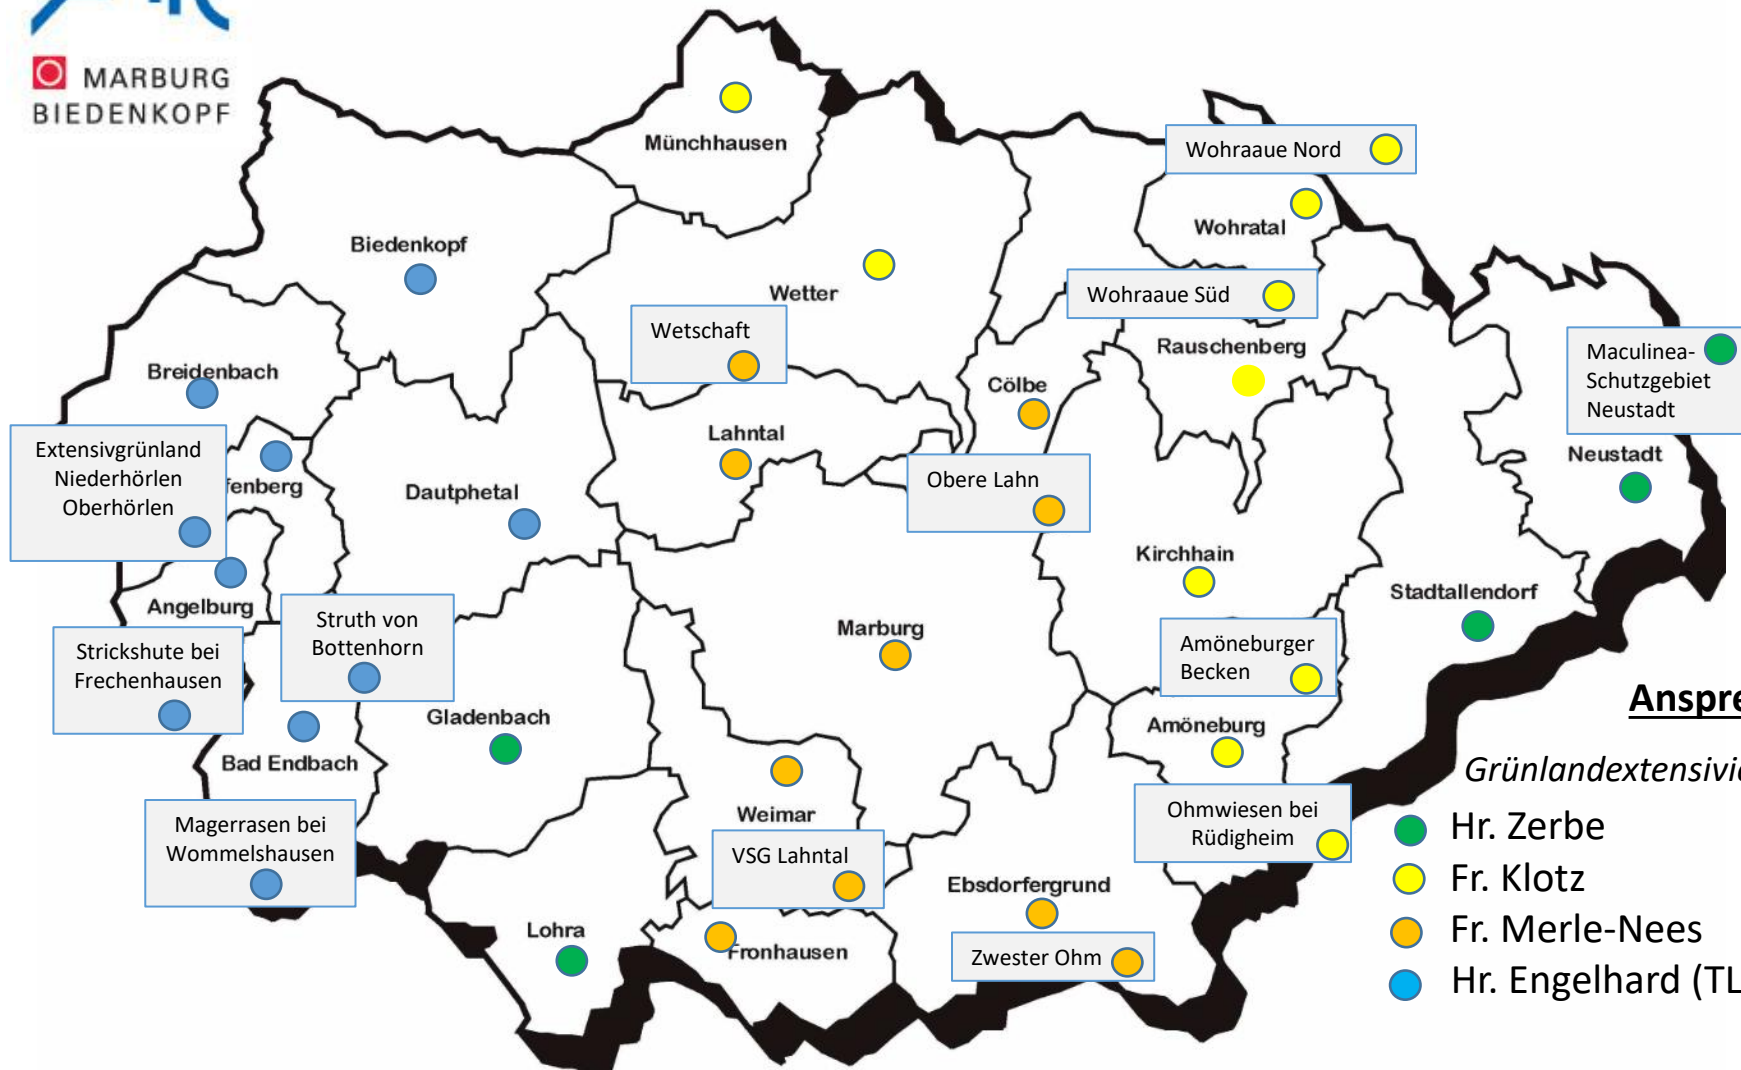 MARBURG
BIEDENKOPF
Münchhausen
Wohraaue Nord
Wohratal
Biedenkopf
Wetter
Wohraaue Süd
Wetschaft
Rauschenberg
Maculinea-
Schutzgebiet
Neustadt
Breidenbach
Cölbe
Lahntal
Neustadt
Extensivgrünland
Niederhörlen
Oberhörlen
fenberg
Dautphetal
Obere Lahn
Kirchhain
Stadtallendorf
Angelburg
Struth von
Bottenhorn
Marburg
Amöneburger
Becken
Strickshute bei
Frechenhausen
Gladenbach
Amöneburg
Bad Endbach
Weimar
Ohmwiesen bei
Rüdigheim
Magerrasen bei
Wommelshausen
VSG Lahntal
Ebsdorfergrund
Lohra
Fronhausen
Zwester Ohm
Anspre
Grünlandextensivie
Hr. Zerbe
Fr. Klotz
Fr. Merle-Nees
Hr. Engelhard (TL